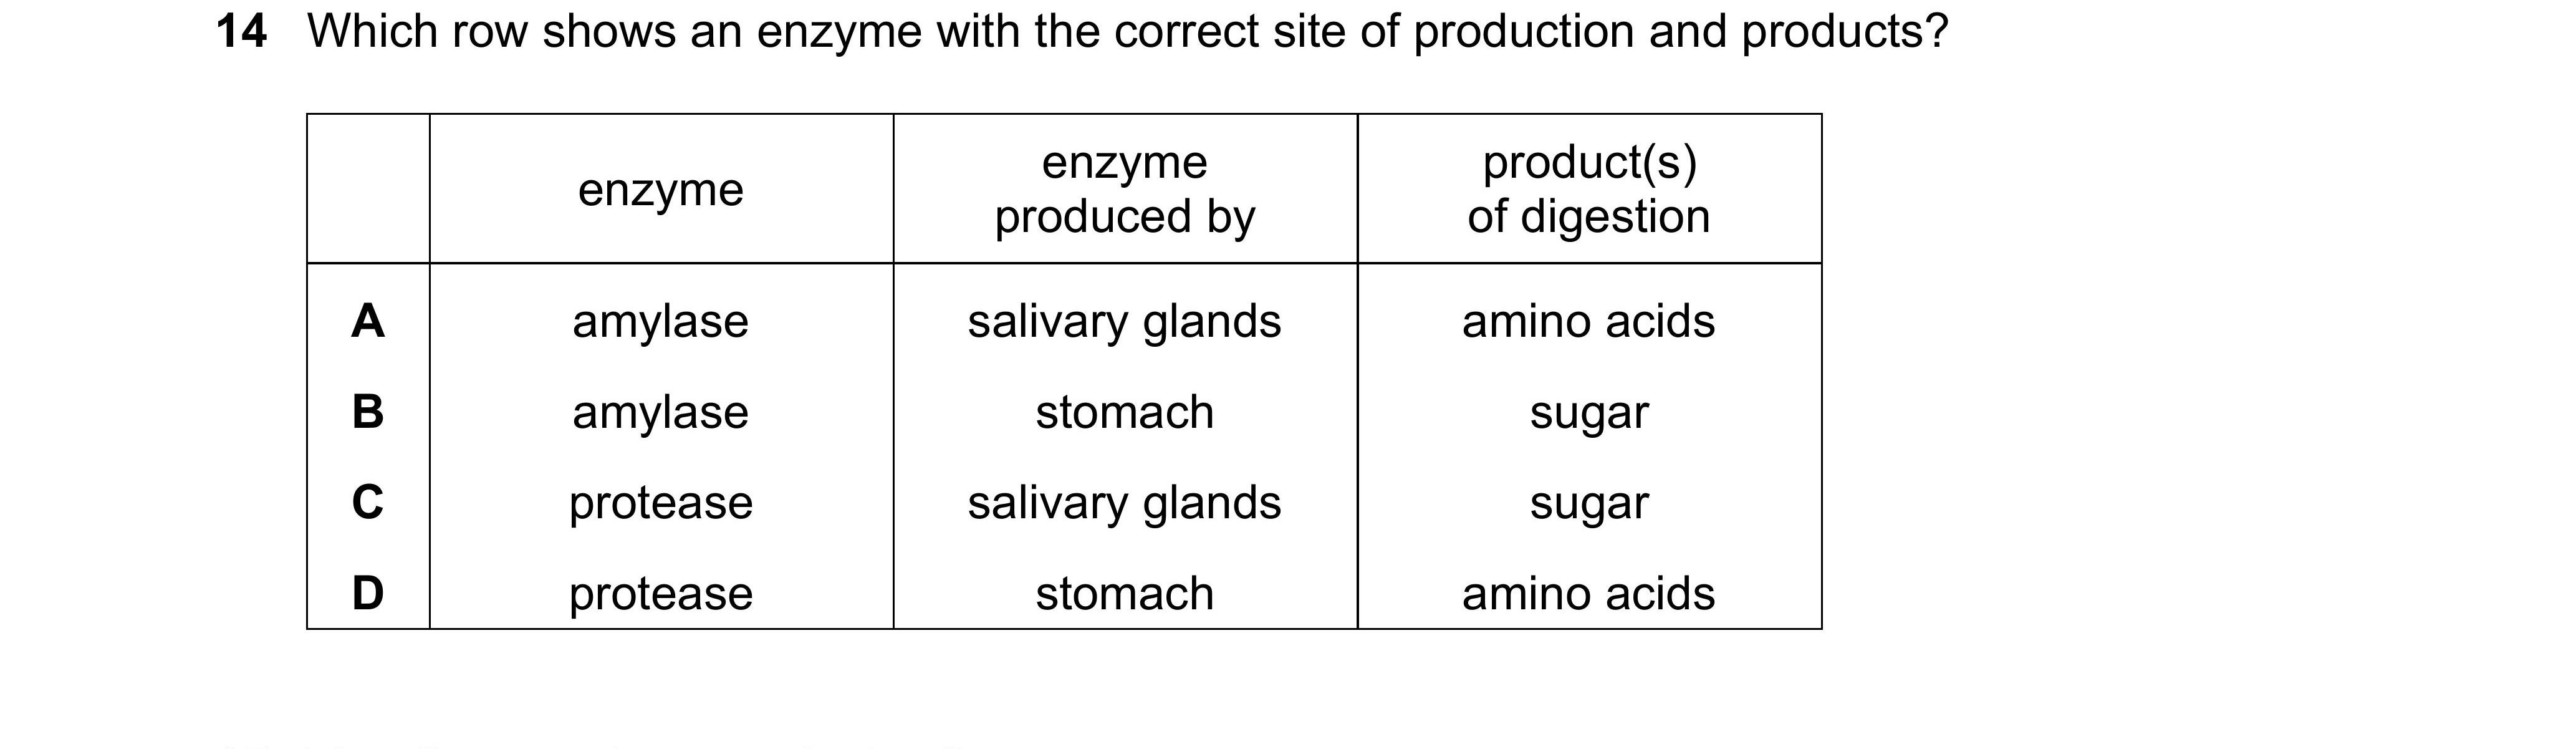 14 Which row shows an enzyme with the correct site of production and products?
enzyme
enzyme
produced by
product(s)
of digestion
A amylase salivary glands amino acids
B amylase stomach sugar
C protease salivary glands sugar
D protease stomach amino acids